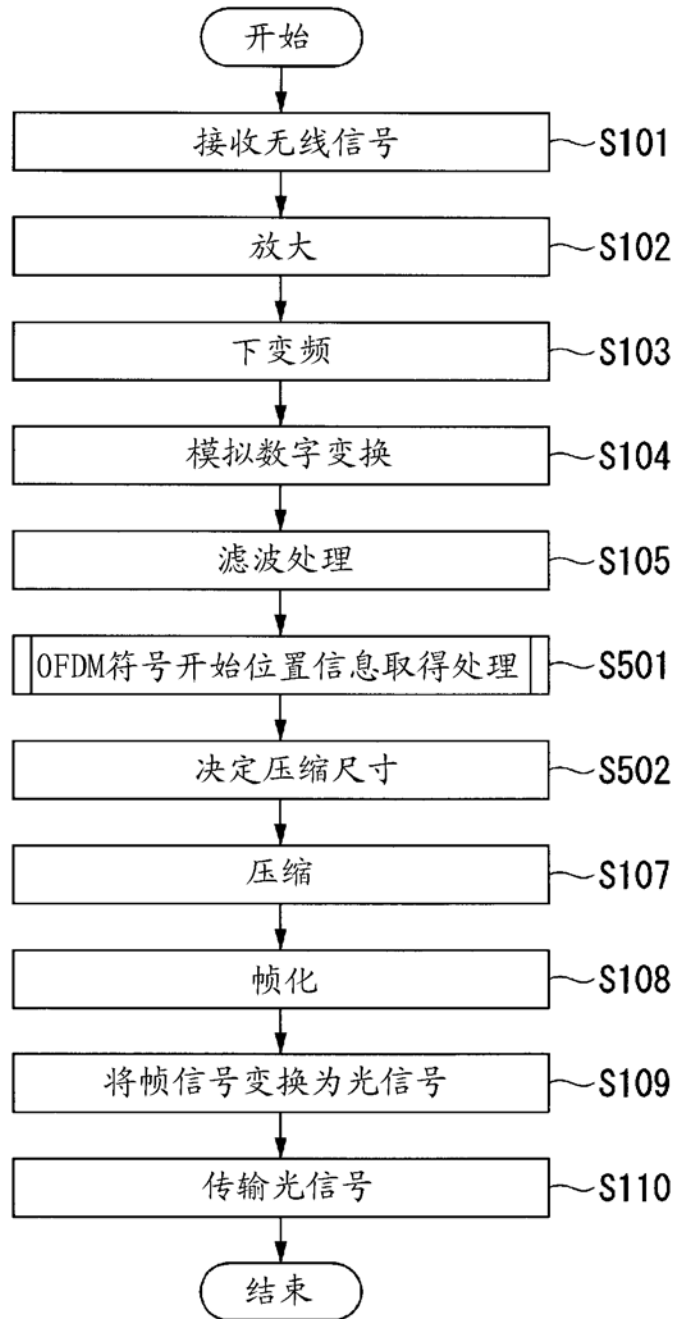 开始
接收无线信号 S101
放大 S102
下变频 S103
模拟数字变换 S104
滤波处理 S105
OFDM符号开始位置信息取得处理 S501
决定压缩尺寸 S502
压缩 S107
帧化 S108
将帧信号变换为光信号 S109
传输光信号 S110
结束